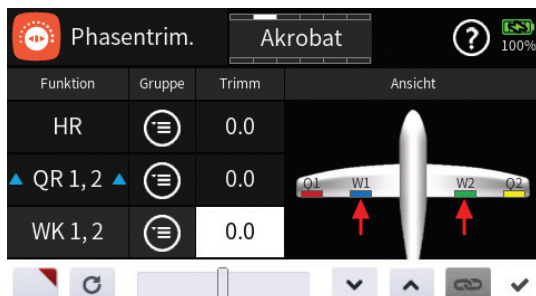 Phasentrim.
Akrobat
?
100%
Funktion Gruppe Trimm Ansicht
HR 0.0
QR 1, 2 0.0
Q1 W1 W2 Q2
WK 1, 2 0.0